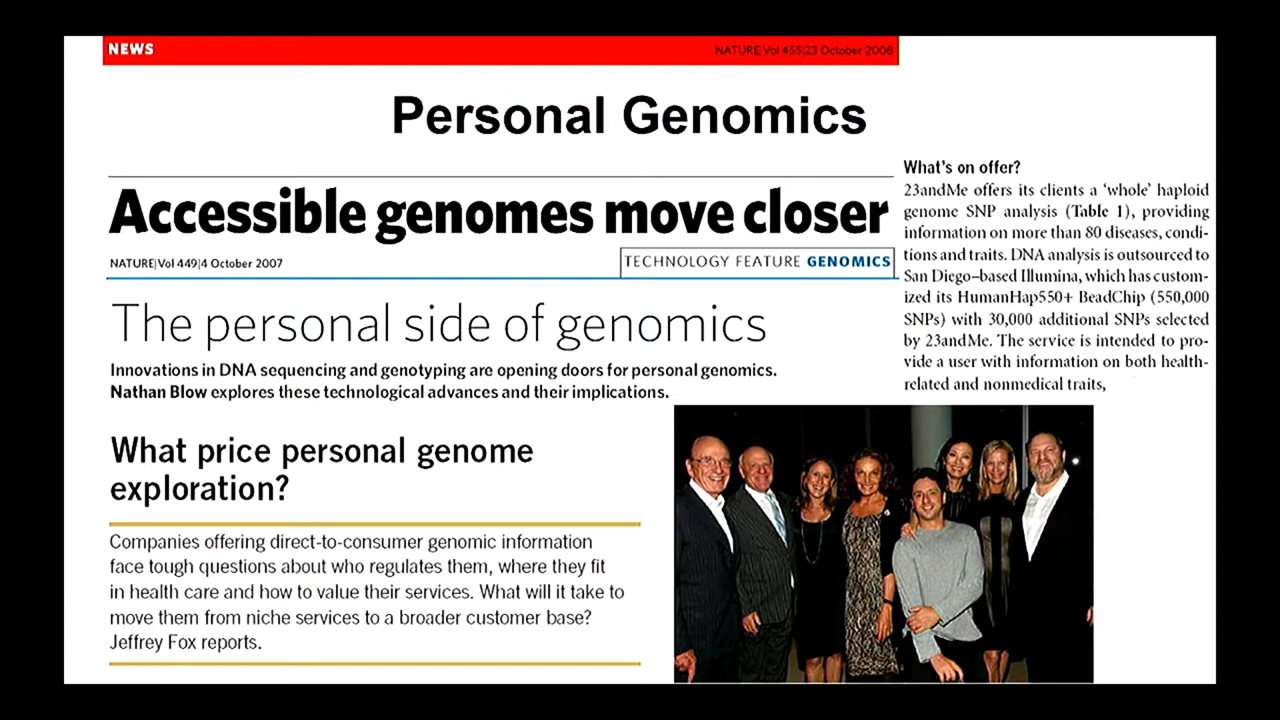 NEWS
NATURE|Vol 455|23 October 2008
Personal Genomics
Accessible genomes move closer
NATURE|Vol 449|4 October 2007
TECHNOLOGY FEATURE GENOMICS
The personal side of genomics
Innovations in DNA sequencing and genotyping are opening doors for personal genomics.
Nathan Blow explores these technological advances and their implications.
What price personal genome
exploration?
Companies offering direct-to-consumer genomic information
face tough questions about who regulates them, where they fit
in health care and how to value their services. What will it take to
move them from niche services to a broader customer base?
Jeffrey Fox reports.
What's on offer?
23andMe offers its clients a 'whole' haploid
genome SNP analysis (Table 1), providing
information on more than 80 diseases, condi-
tions and traits. DNA analysis is outsourced to
San Diego–based Illumina, which has custom-
ized its HumanHap550+ BeadChip (550,000
SNPs) with 30,000 additional SNPs selected
by 23andMe. The service is intended to pro-
vide a user with information on both health-
related and nonmedical traits,